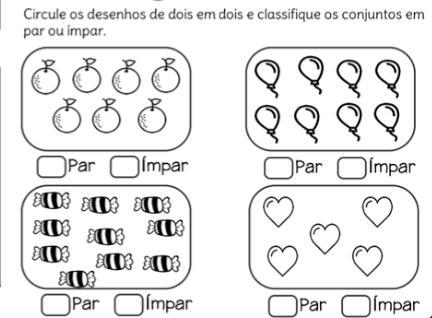 Circule os desenhos de dois em dois e classifique os conjuntos em
par ou ímpar.
Par Ímpar
Par Ímpar
Par Ímpar
Par Ímpar